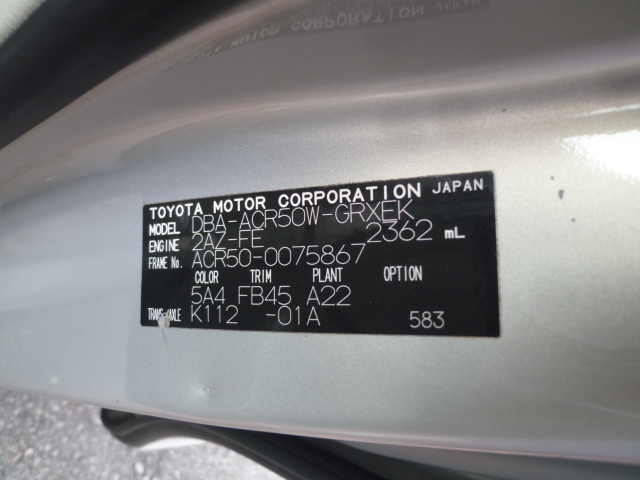 TOYOTA MOTOR CORPORATION JAPAN
MODEL DBA-ACR50W-GRXEK
ENGINE 2AZ-FE 2362 mL
FRAME No. ACR50-0075867
COLOR TRIM PLANT OPTION
5A4 FB45 A22
TRANS/AXLE K112 -01A 583